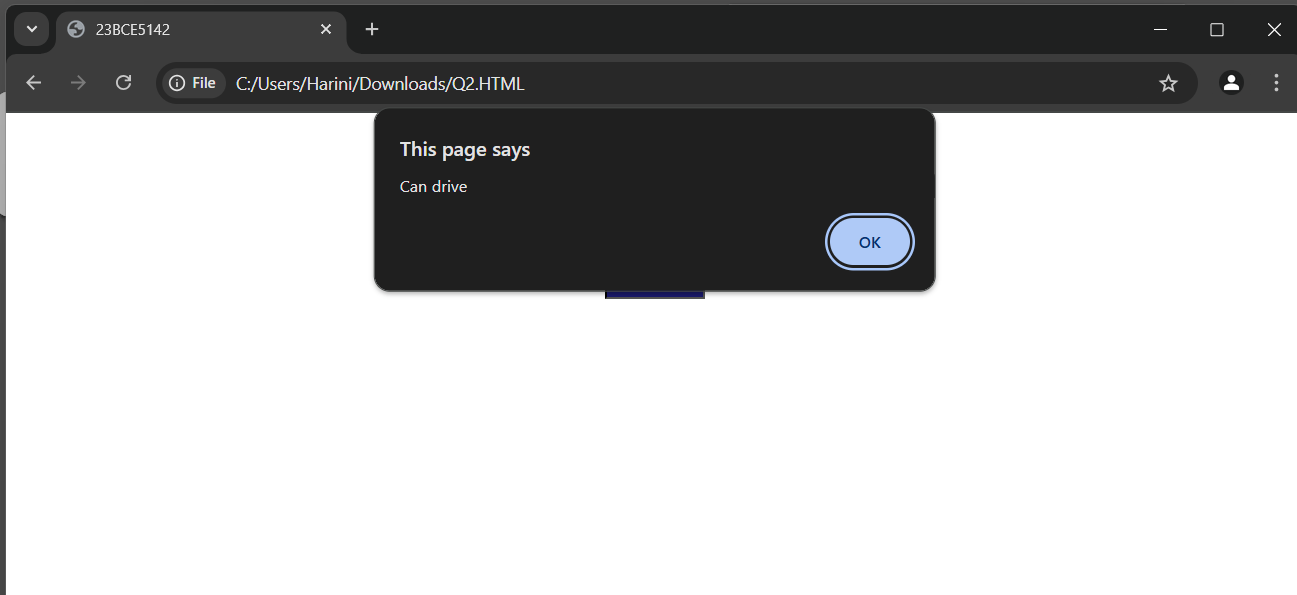 23BCE5142
File C:/Users/Harini/Downloads/Q2.HTML
This page says
Can drive
OK